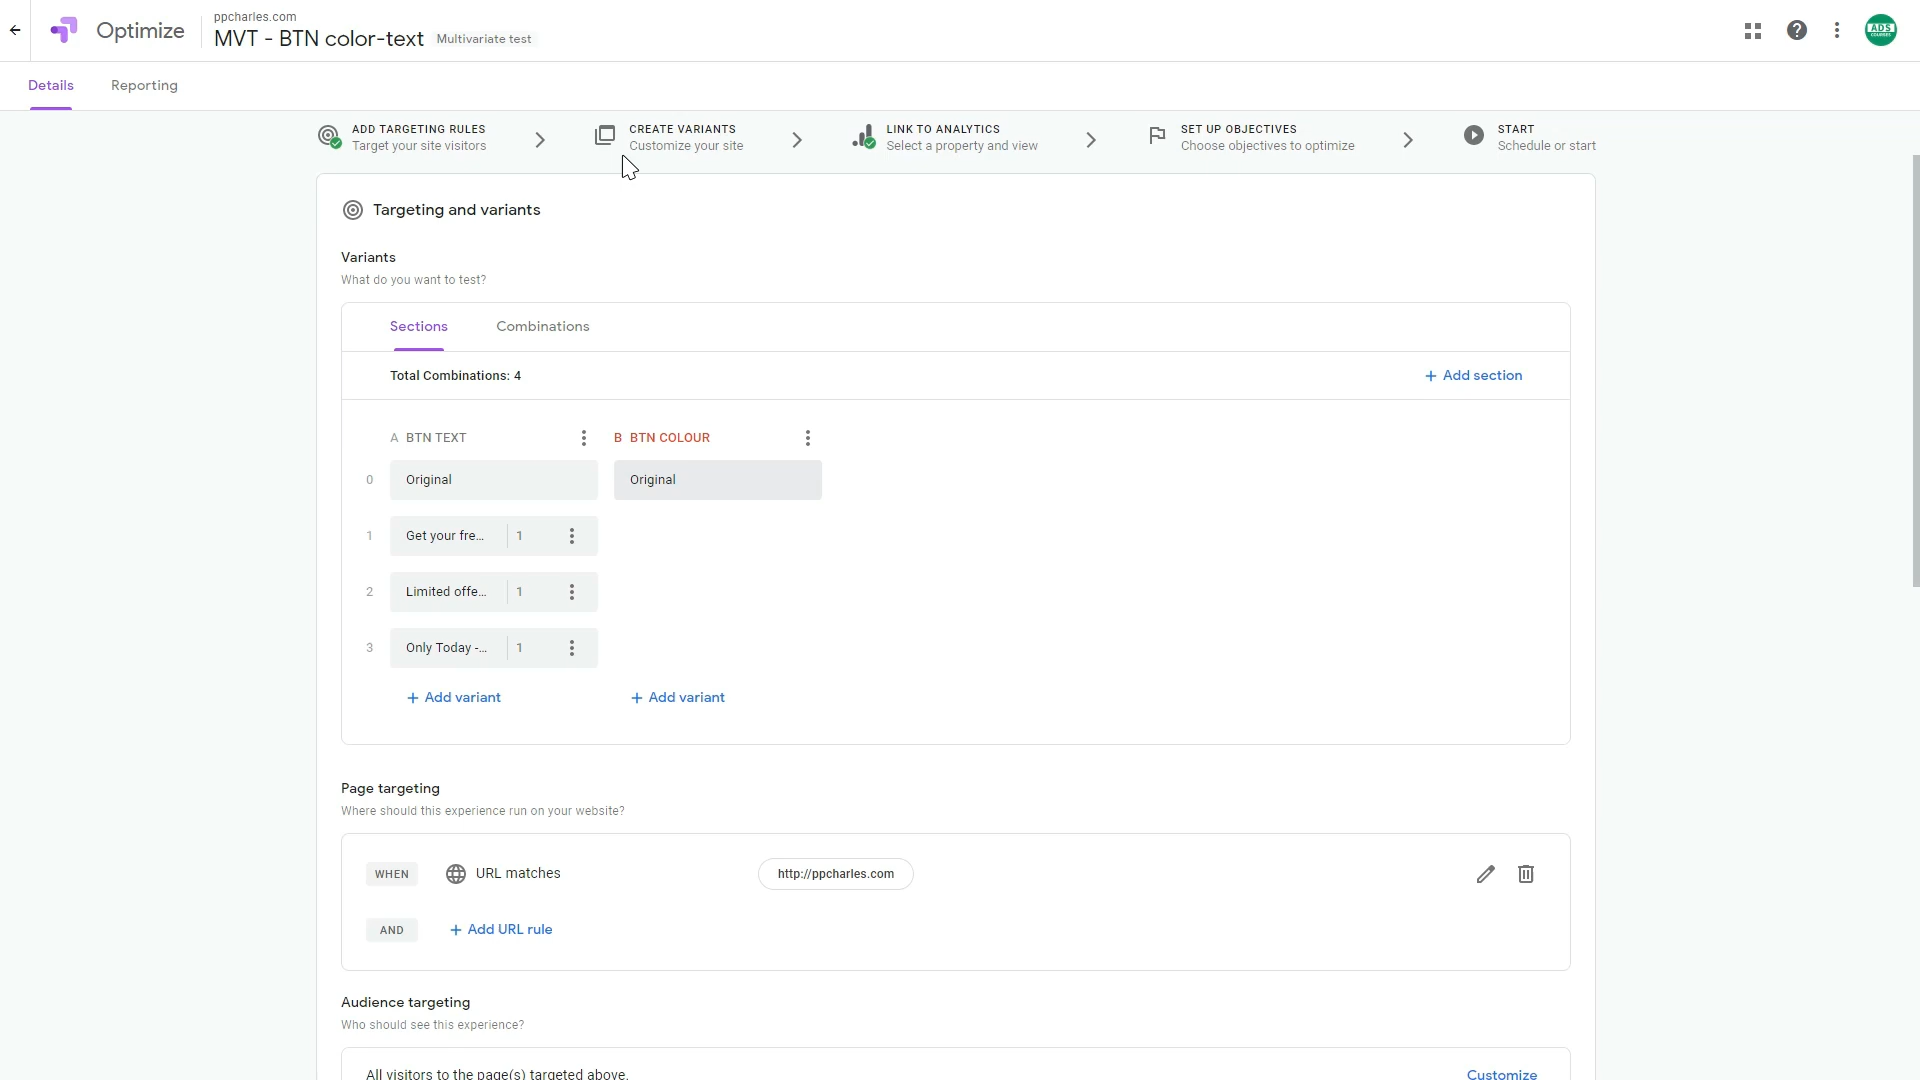 ppcharles.com
Optimize
MVT - BTN color-text
Multivariate test
ADS
COURSES
Details
Reporting
ADD TARGETING RULES
Target your site visitors
CREATE VARIANTS
Customize your site
LINK TO ANALYTICS
Select a property and view
SET UP OBJECTIVES
Choose objectives to optimize
START
Schedule or start
Targeting and variants
Variants
What do you want to test?
Sections
Combinations
Total Combinations: 4
+ Add section
A BTN TEXT
B BTN COLOUR
0 Original
Original
1 Get your fre... 1
2 Limited offe... 1
3 Only Today -... 1
+ Add variant
+ Add variant
Page targeting
Where should this experience run on your website?
WHEN
URL matches
http://ppcharles.com
AND
+ Add URL rule
Audience targeting
Who should see this experience?
All visitors to the page(s) targeted above.
Customize